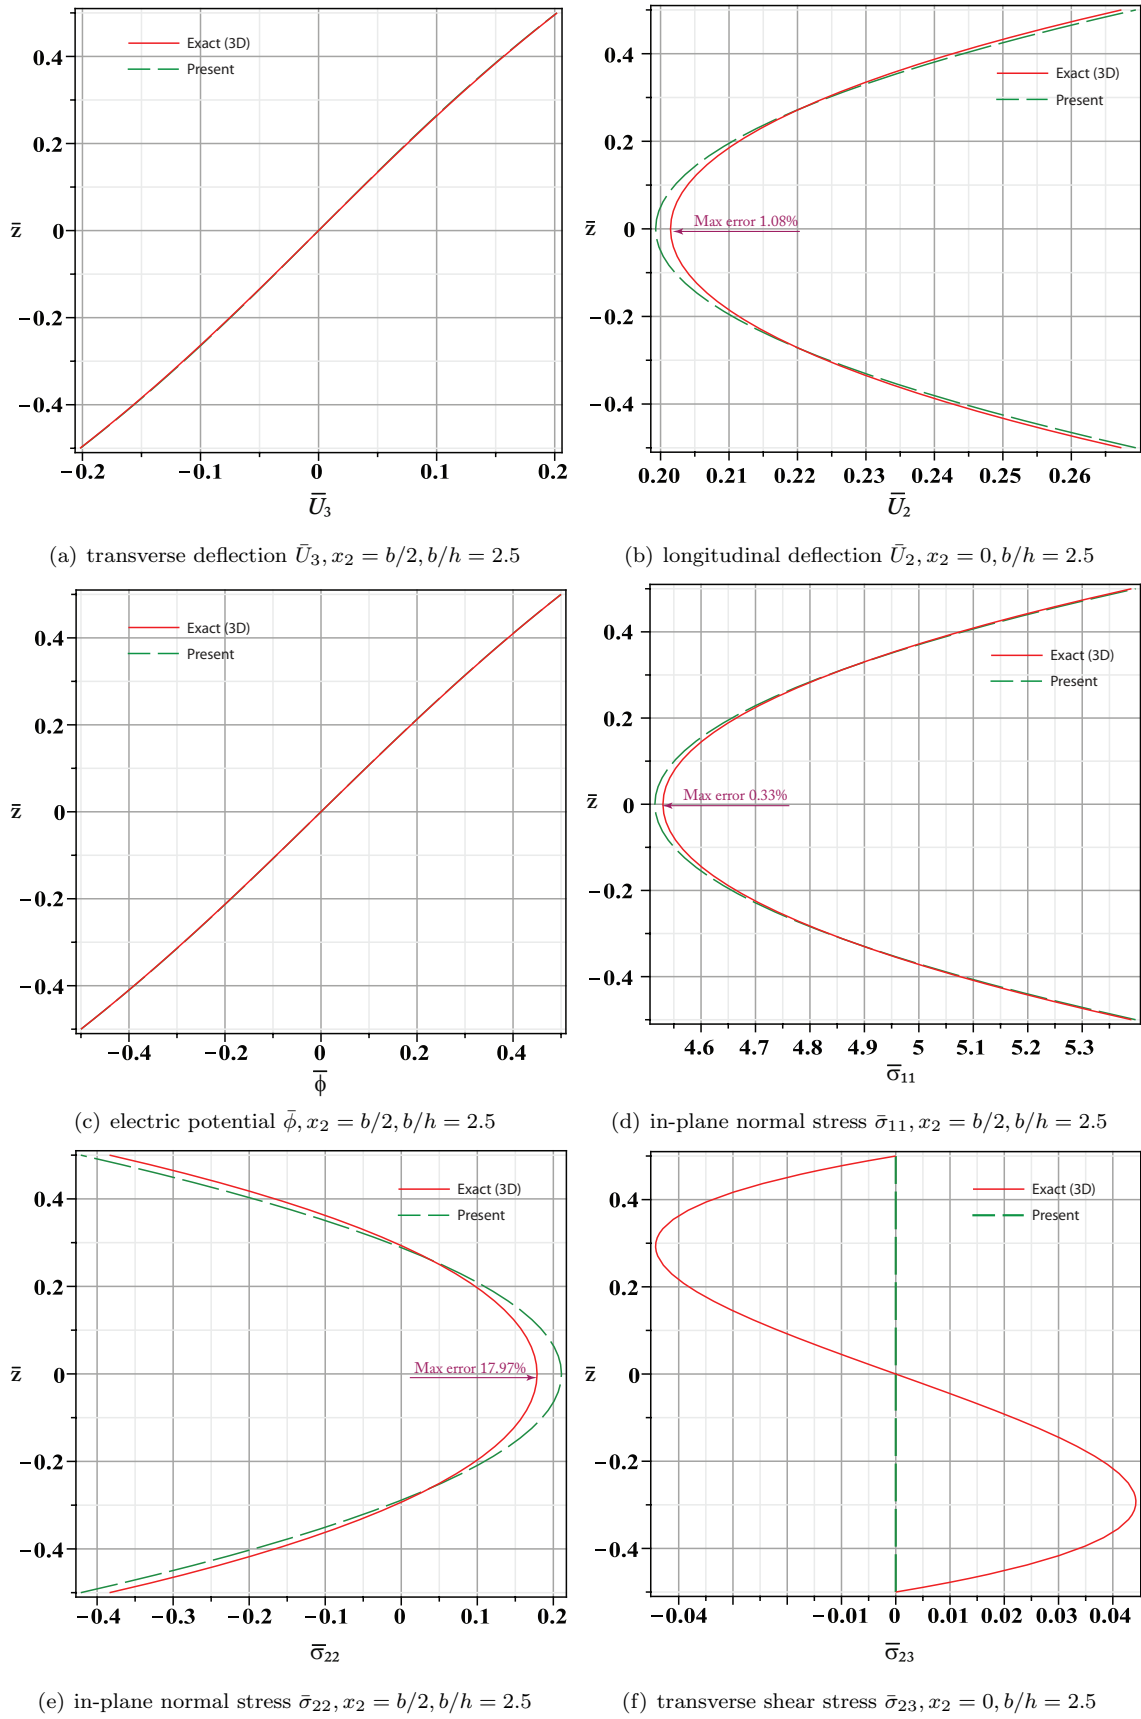 Exact (3D)
Present
0.4
0.2
z̄
0
−0.2
−0.4
−0.2
−0.1
0
0.1
0.2
Ū₃
(a) transverse deflection Ū₃, x₂ = b/2, b/h = 2.5
Exact (3D)
Present
0.4
0.2
Max error 1.08%
z̄
0
−0.2
−0.4
0.20
0.21
0.22
0.23
0.24
0.25
0.26
Ū₂
(b) longitudinal deflection Ū₂, x₂ = 0, b/h = 2.5
Exact (3D)
Present
0.4
0.2
z̄
0
−0.2
−0.4
−0.4
−0.2
0
0.2
0.4
ϕ̄
(c) electric potential ϕ̄, x₂ = b/2, b/h = 2.5
Exact (3D)
Present
0.4
0.2
Max error 0.33%
z̄
0
−0.2
−0.4
4.6
4.7
4.8
4.9
5
5.1
5.2
5.3
σ̄₁₁
(d) in-plane normal stress σ̄₁₁, x₂ = b/2, b/h = 2.5
Exact (3D)
Present
0.4
0.2
Max error 17.97%
z̄
0
−0.2
−0.4
−0.4
−0.3
−0.2
−0.1
0
0.1
0.2
σ̄₂₂
(e) in-plane normal stress σ̄₂₂, x₂ = b/2, b/h = 2.5
Exact (3D)
Present
0.4
0.2
z̄
0
−0.2
−0.4
−0.04
−0.01
0
0.01
0.02
0.03
0.04
σ̄₂₃
(f) transverse shear stress σ̄₂₃, x₂ = 0, b/h = 2.5